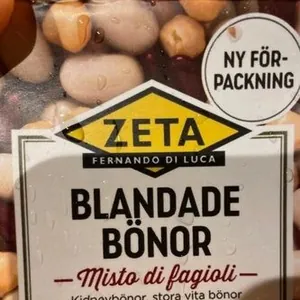 NY FÖR-
PACKNING
ZETA
FERNANDO DI LUCA
BLANDADE
BÖNOR
Misto di fagioli
Kidneybönor, stora vita bönor